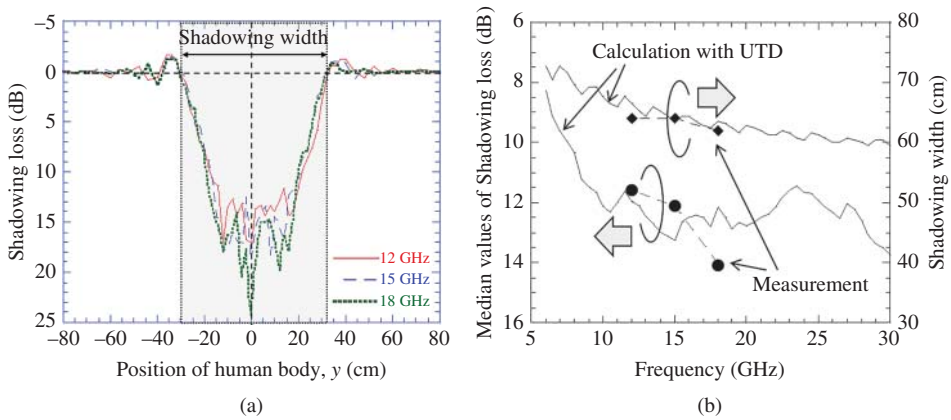 Shadowing width
Shadowing loss (dB)
−5
0
5
10
15
20
25
12 GHz
15 GHz
18 GHz
−80 −60 −40 −20 0 20 40 60 80
Position of human body, y (cm)
(a)
Median values of Shadowing loss (dB)
6
8
10
12
14
16
Calculation with UTD
Measurement
80
70
60
50
40
30
Shadowing width (cm)
5 10 15 20 25 30
Frequency (GHz)
(b)